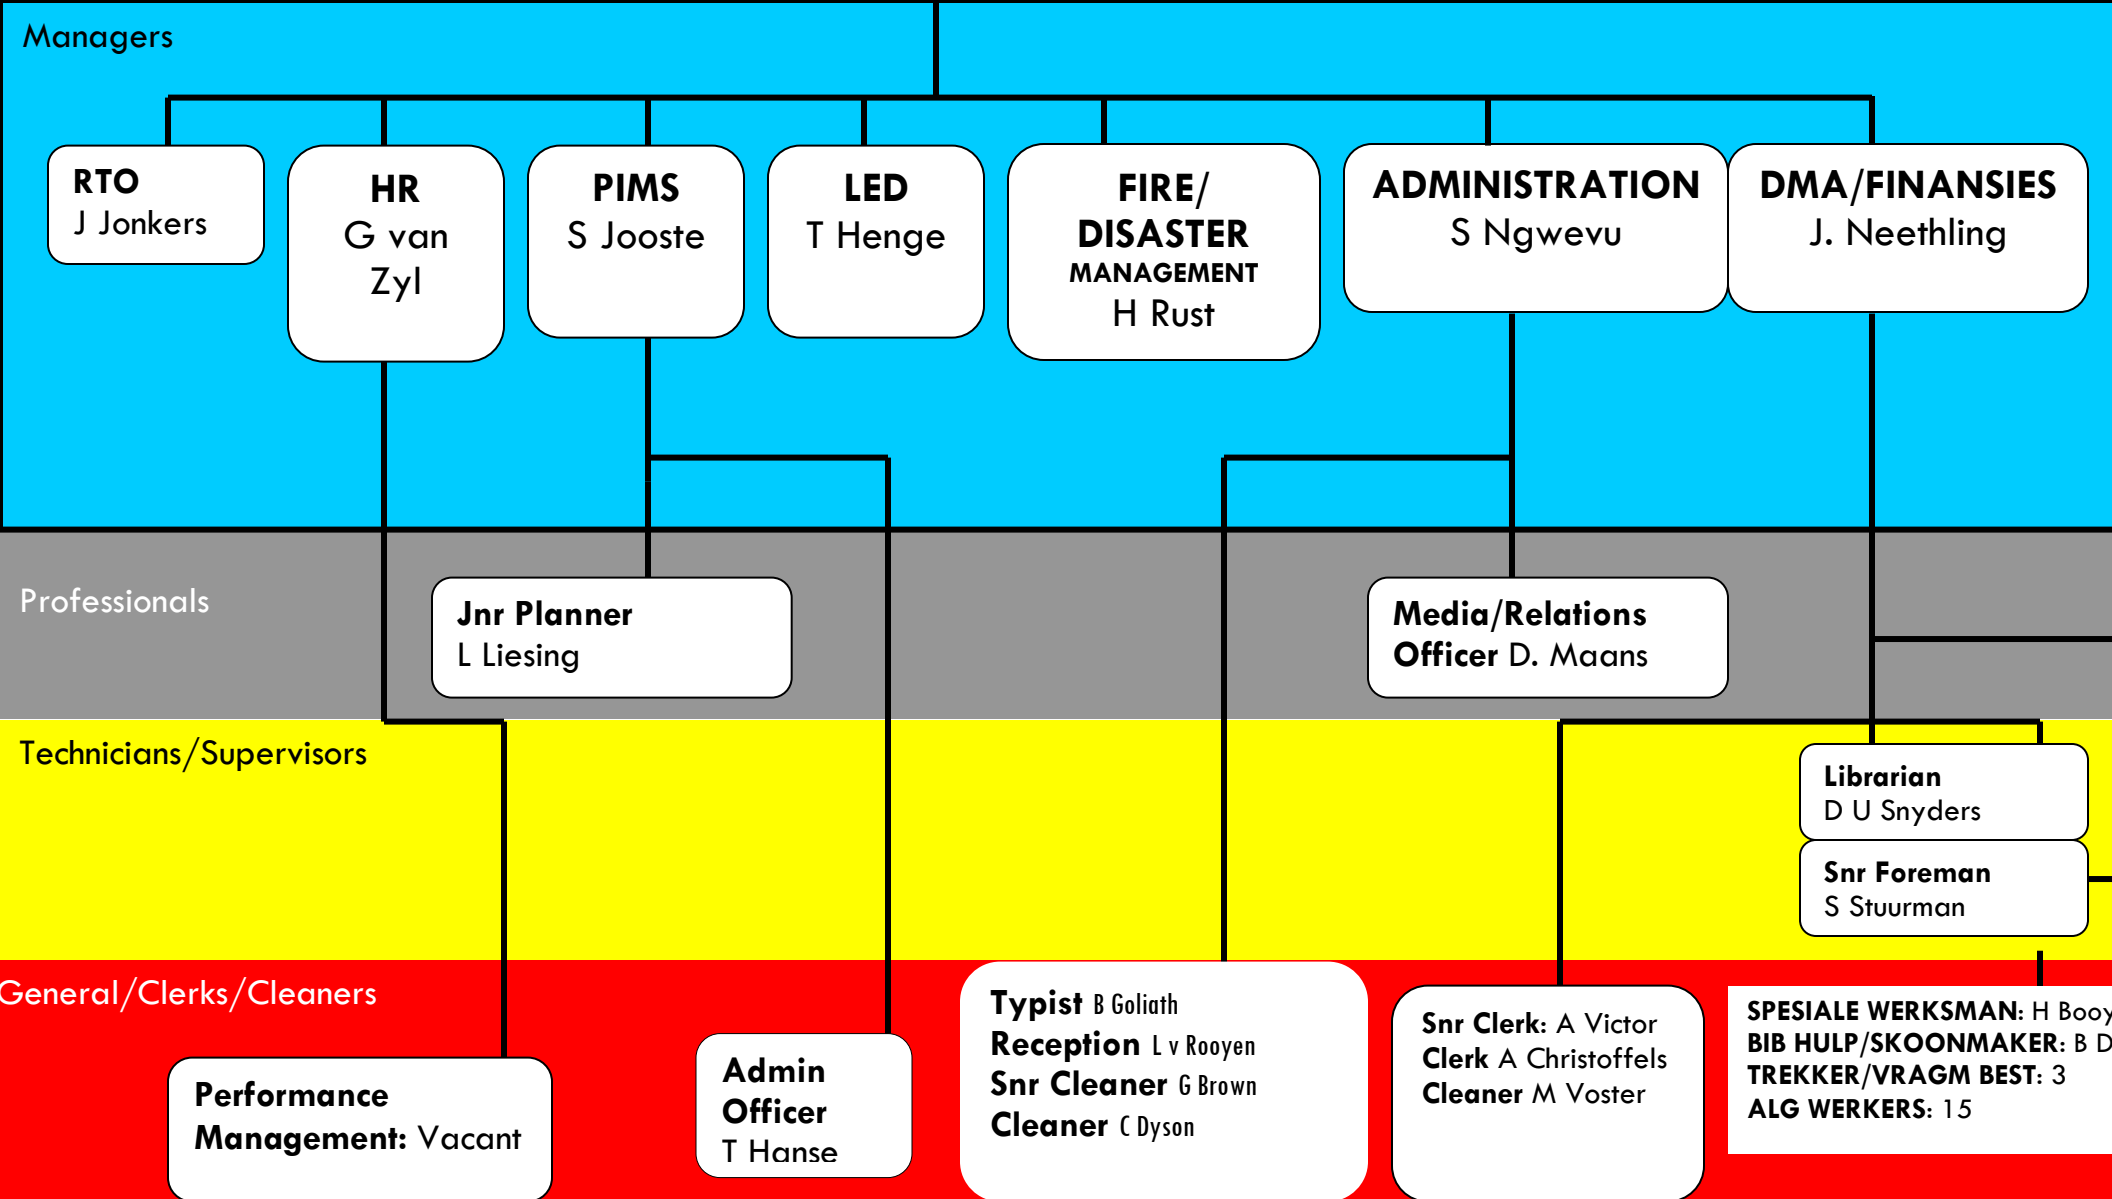 Managers
RTO
J Jonkers
HR
G van
Zyl
PIMS
S Jooste
LED
T Henge
FIRE/
DISASTER
MANAGEMENT
H Rust
ADMINISTRATION
S Ngwevu
DMA/FINANSIES
J. Neethling
Professionals
Jnr Planner
L Liesing
Media/Relations
Officer D. Maans
Technicians/Supervisors
Librarian
D U Snyders
Snr Foreman
S Stuurman
General/Clerks/Cleaners
Performance
Management: Vacant
Admin
Officer
T Hanse
Typist B Goliath
Reception L v Rooyen
Snr Cleaner G Brown
Cleaner C Dyson
Snr Clerk: A Victor
Clerk A Christoffels
Cleaner M Voster
SPESIALE WERKSMAN: H
BIB HULP/SKOONMAKER: B
TREKKER/VRAGM BEST: 3
ALG WERKERS: 15